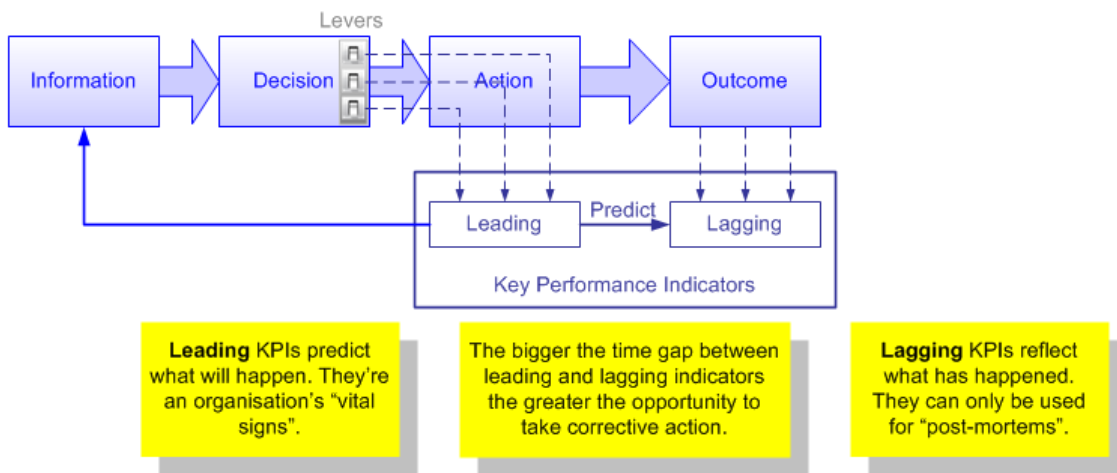 Levers
Information
Decision
Action
Outcome
Leading
Predict
Lagging
Key Performance Indicators
Leading KPIs predict
what will happen. They’re
an organisation’s “vital
signs”.
The bigger the time gap between
leading and lagging indicators
the greater the opportunity to
take corrective action.
Lagging KPIs reflect
what has happened.
They can only be used
for “post-mortems”.